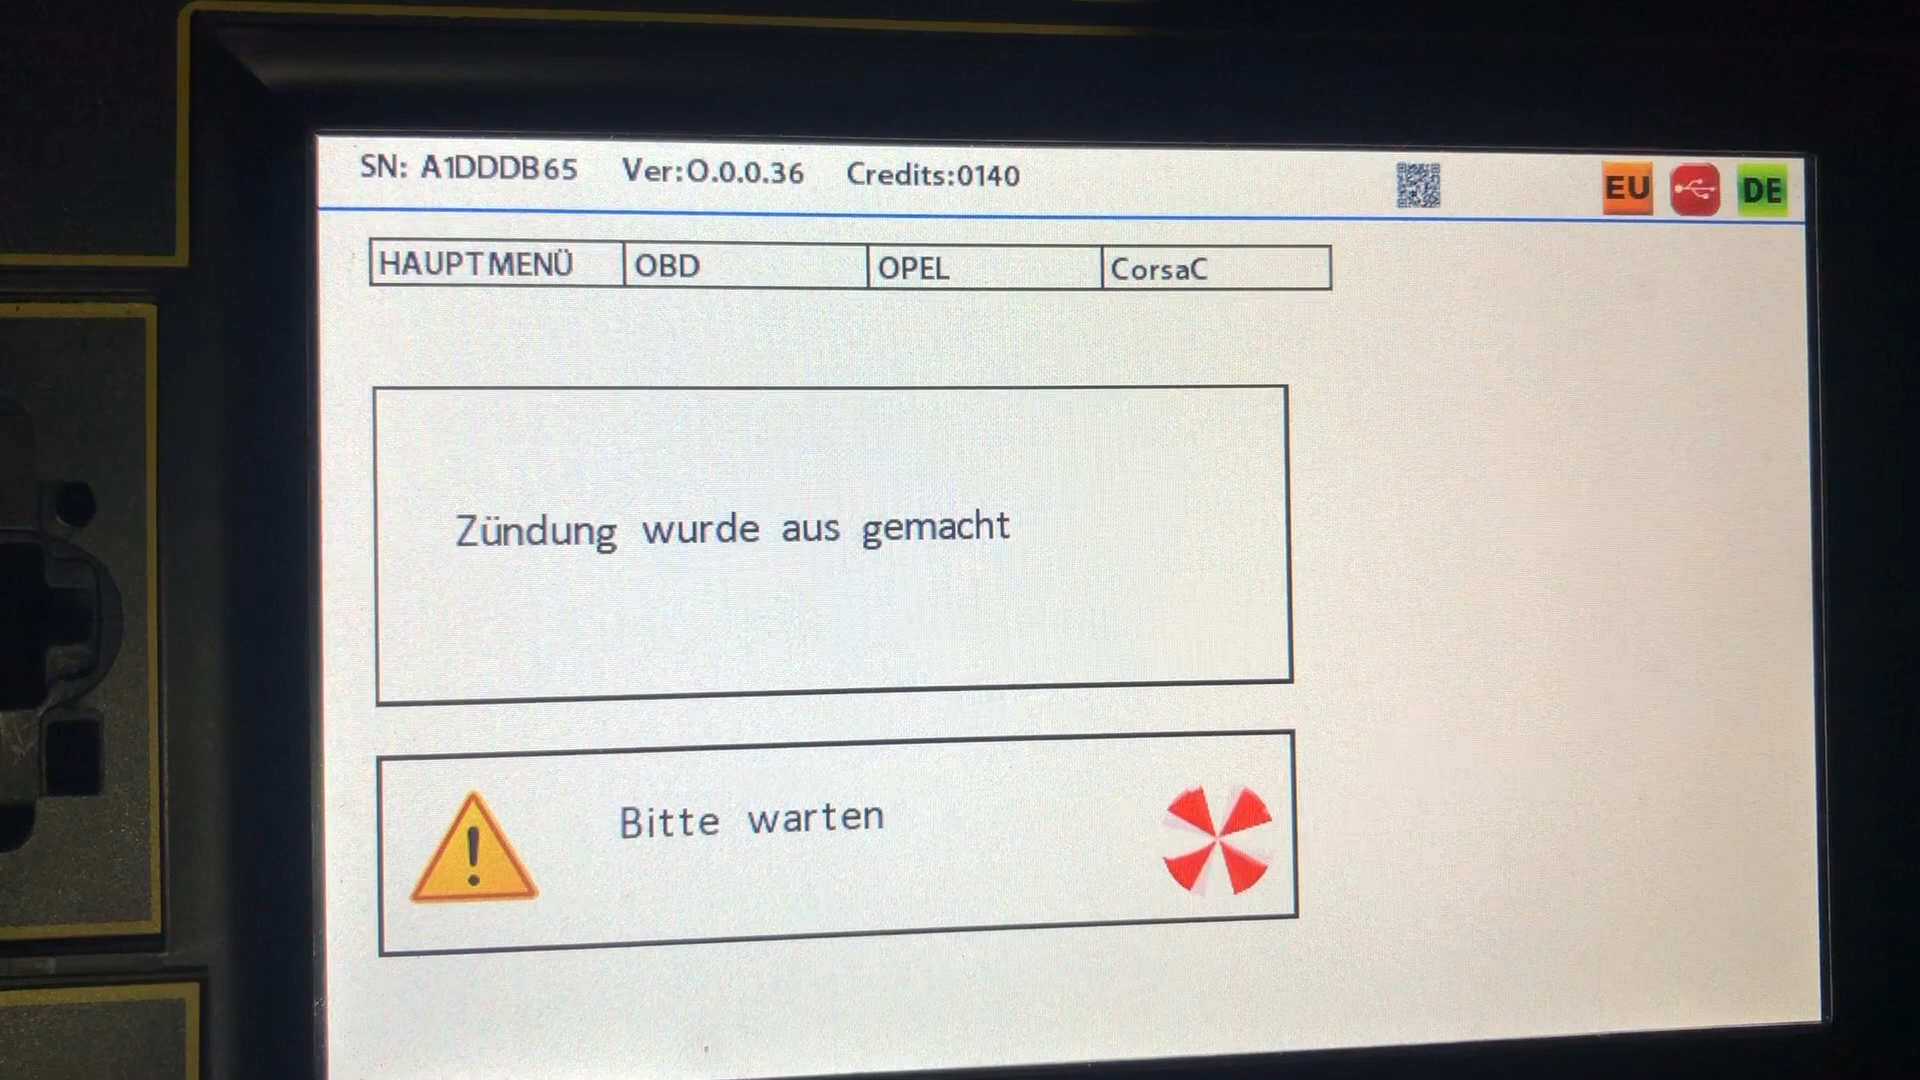 SN: A1DDDB65 Ver:O.0.0.36 Credits:0140
EU DE
HAUPTMENÜ OBD OPEL CorsaC
Zündung wurde aus gemacht
Bitte warten